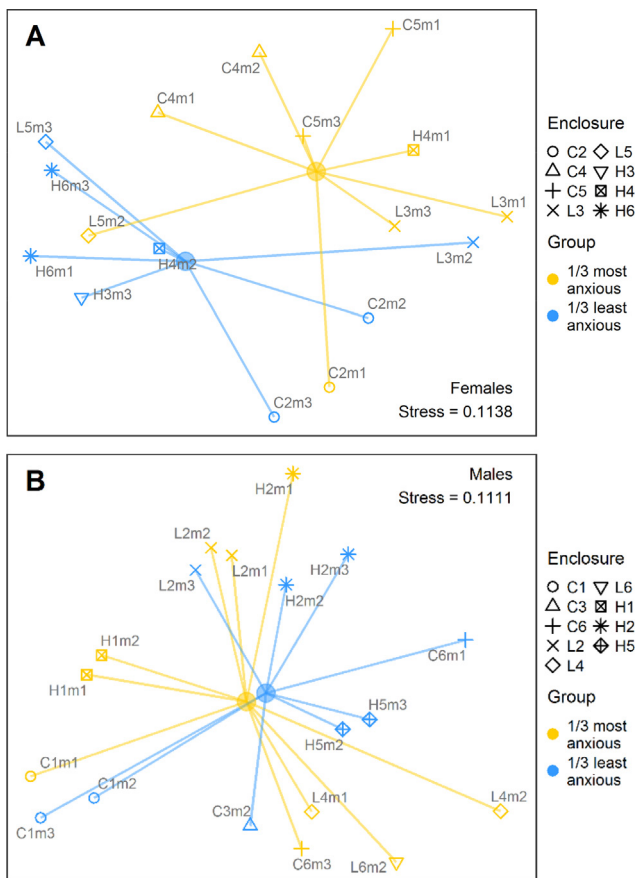 A
C5m1
C4m2
C4m1
C5m3
H4m1
L5m3
H6m3
L3m1
L5m2
L3m3
H4m2
L3m2
H6m1
H3m3
C2m2
C2m1
C2m3
Females
Stress = 0.1138
Enclosure
C2 L5
C4 H3
C5 H4
L3 H6
Group
1/3 most
anxious
1/3 least
anxious
B
Males
Stress = 0.1111
H2m1
L2m2
L2m1
H2m3
L2m3
H2m2
H1m2
C6m1
H1m1
H5m3
H5m2
C1m1
C1m2
L4m1
L4m2
C1m3
C3m2
C6m3
L6m2
Enclosure
C1 L6
C3 H1
C6 H2
L2 H5
L4
Group
1/3 most
anxious
1/3 least
anxious